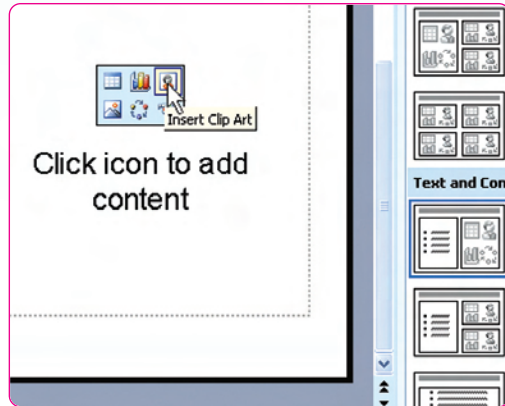 Insert Clip Art
Click icon to add
content
Text and Con